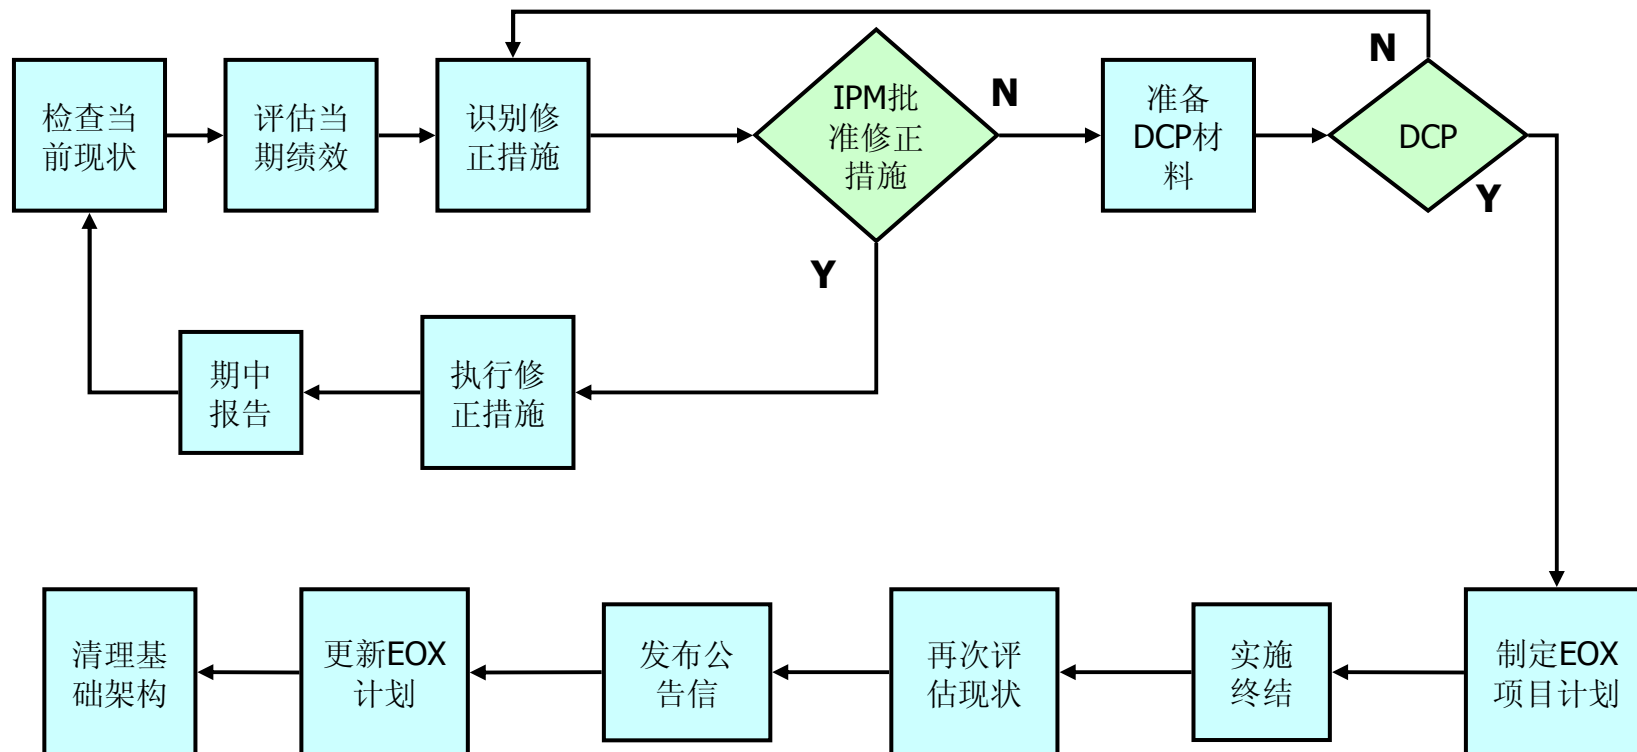 检查当
前现状
评估当
期绩效
识别修
正措施
IPM批
准修正
措施
N
准备
DCP材
料
N
DCP
Y
Y
期中
报告
执行修
正措施
清理基
础架构
更新EOX
计划
发布公
告信
再次评
估现状
实施
终结
制定EOX
项目计划